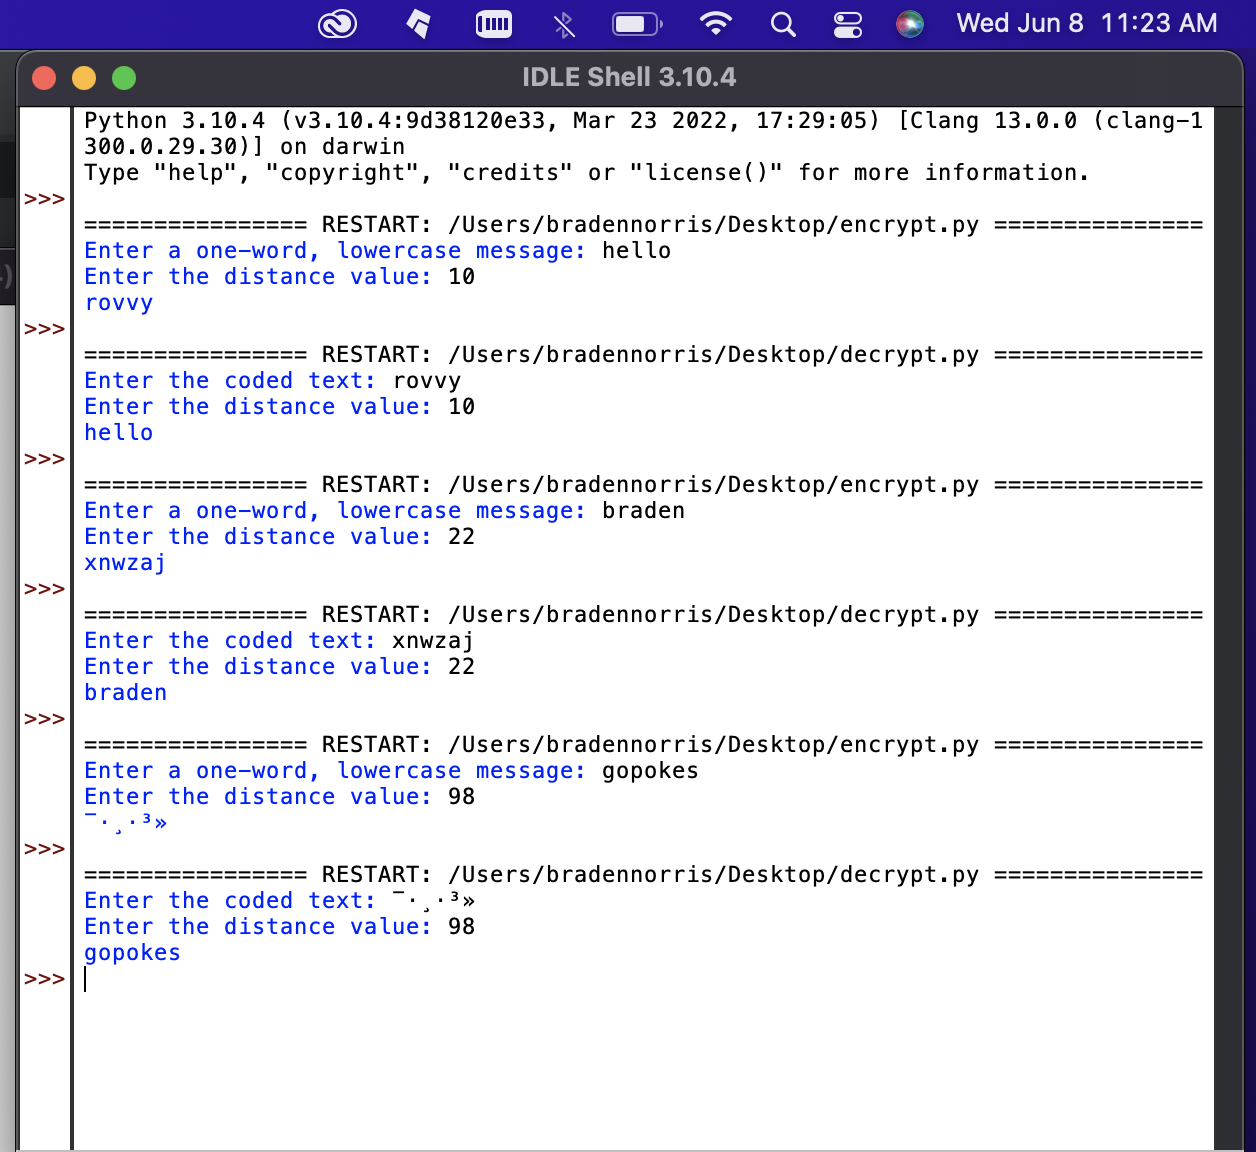 Wed Jun 8 11:23 AM
IDLE Shell 3.10.4
Python 3.10.4 (v3.10.4:9d38120e33, Mar 23 2022, 17:29:05) [Clang 13.0.0 (clang-1
300.0.29.30)] on darwin
Type "help", "copyright", "credits" or "license()" for more information.
>>>
================ RESTART: /Users/bradennorris/Desktop/encrypt.py ===============
Enter a one-word, lowercase message: hello
Enter the distance value: 10
rovvy
>>>
================ RESTART: /Users/bradennorris/Desktop/decrypt.py ===============
Enter the coded text: rovvy
Enter the distance value: 10
hello
>>>
================ RESTART: /Users/bradennorris/Desktop/encrypt.py ===============
Enter a one-word, lowercase message: braden
Enter the distance value: 22
xnwzaj
>>>
================ RESTART: /Users/bradennorris/Desktop/decrypt.py ===============
Enter the coded text: xnwzaj
Enter the distance value: 22
braden
>>>
================ RESTART: /Users/bradennorris/Desktop/encrypt.py ===============
Enter a one-word, lowercase message: gopokes
Enter the distance value: 98
¯·¸·³»
>>>
================ RESTART: /Users/bradennorris/Desktop/decrypt.py ===============
Enter the coded text: ¯·¸·³»
Enter the distance value: 98
gopokes
>>>